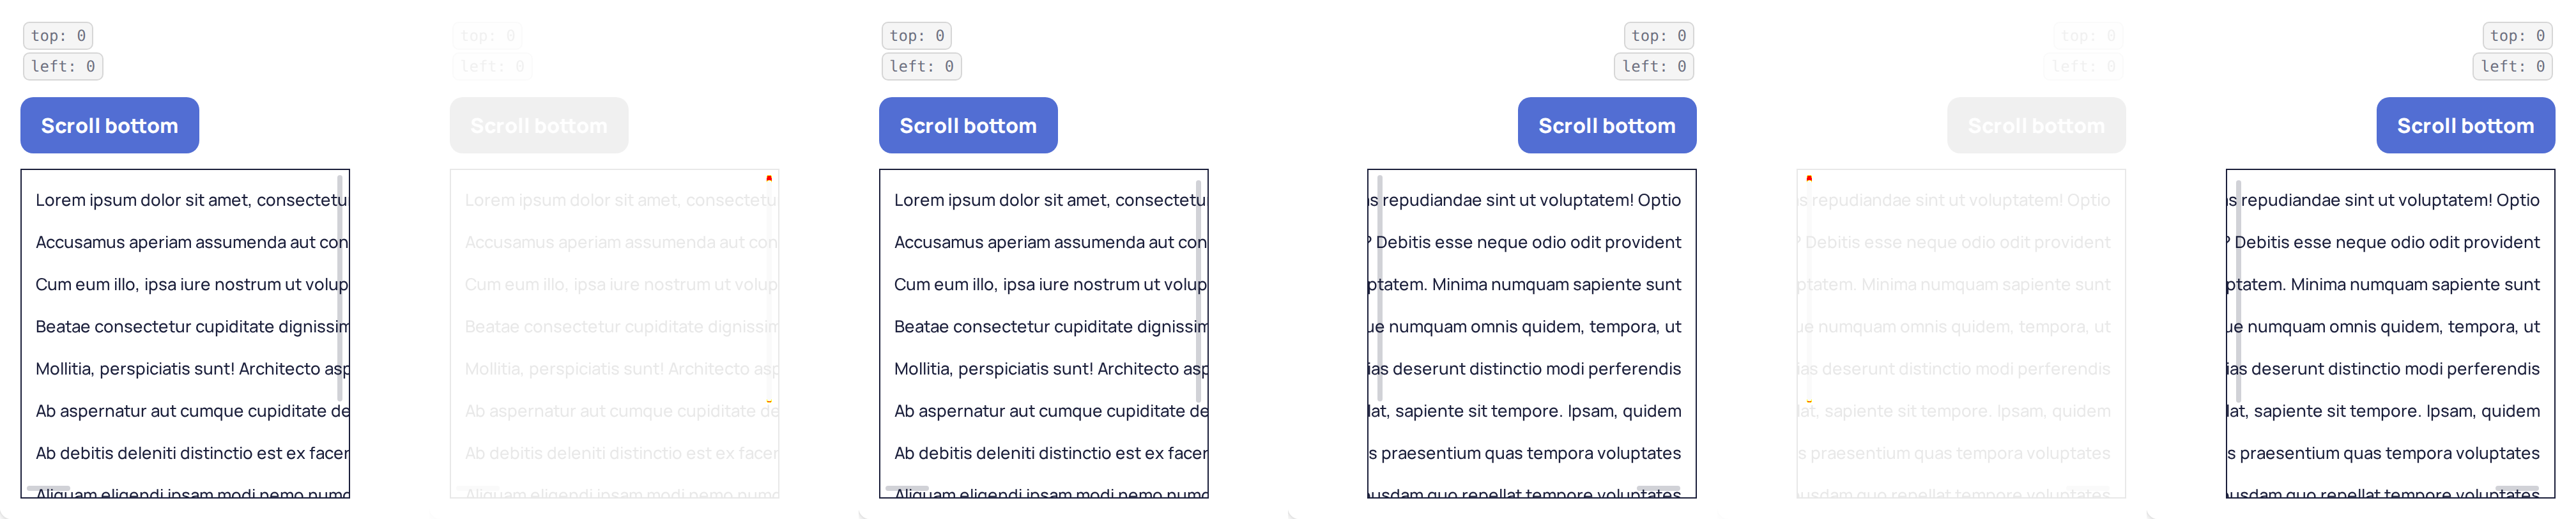 top: 0
left: 0
Scroll bottom
Lorem ipsum dolor sit amet, consectetu
Accusamus aperiam assumenda aut con
Cum eum illo, ipsa iure nostrum ut volup
Beatae consectetur cupiditate dignissim
Mollitia, perspiciatis sunt! Architecto asp
Ab aspernatur aut cumque cupiditate de
Ab debitis deleniti distinctio est ex facer
Aliquam eligendi ipsam modi nemo numq
top: 0
left: 0
Scroll bottom
Lorem ipsum dolor sit amet, consectetu
Accusamus aperiam assumenda aut con
Cum eum illo, ipsa iure nostrum ut volup
Beatae consectetur cupiditate dignissim
Mollitia, perspiciatis sunt! Architecto asp
Ab aspernatur aut cumque cupiditate de
Ab debitis deleniti distinctio est ex facer
Aliquam eligendi ipsam modi nemo numq
top: 0
left: 0
Scroll bottom
Lorem ipsum dolor sit amet, consectetu
Accusamus aperiam assumenda aut con
Cum eum illo, ipsa iure nostrum ut volup
Beatae consectetur cupiditate dignissim
Mollitia, perspiciatis sunt! Architecto asp
Ab aspernatur aut cumque cupiditate de
Ab debitis deleniti distinctio est ex facer
Aliquam eligendi ipsam modi nemo numq
top: 0
left: 0
Scroll bottom
s repudiandae sint ut voluptatem! Optio
? Debitis esse neque odio odit provident
ptatem. Minima numquam sapiente sunt
ue numquam omnis quidem, tempora, ut
ias deserunt distinctio modi perferendis
lat, sapiente sit tempore. Ipsam, quidem
s praesentium quas tempora voluptates
usdam quo repellat tempore voluptates
top: 0
left: 0
Scroll bottom
s repudiandae sint ut voluptatem! Optio
? Debitis esse neque odio odit provident
ptatem. Minima numquam sapiente sunt
ue numquam omnis quidem, tempora, ut
ias deserunt distinctio modi perferendis
lat, sapiente sit tempore. Ipsam, quidem
s praesentium quas tempora voluptates
usdam quo repellat tempore voluptates
top: 0
left: 0
Scroll bottom
s repudiandae sint ut voluptatem! Optio
? Debitis esse neque odio odit provident
ptatem. Minima numquam sapiente sunt
ue numquam omnis quidem, tempora, ut
ias deserunt distinctio modi perferendis
lat, sapiente sit tempore. Ipsam, quidem
s praesentium quas tempora voluptates
usdam quo repellat tempore voluptates